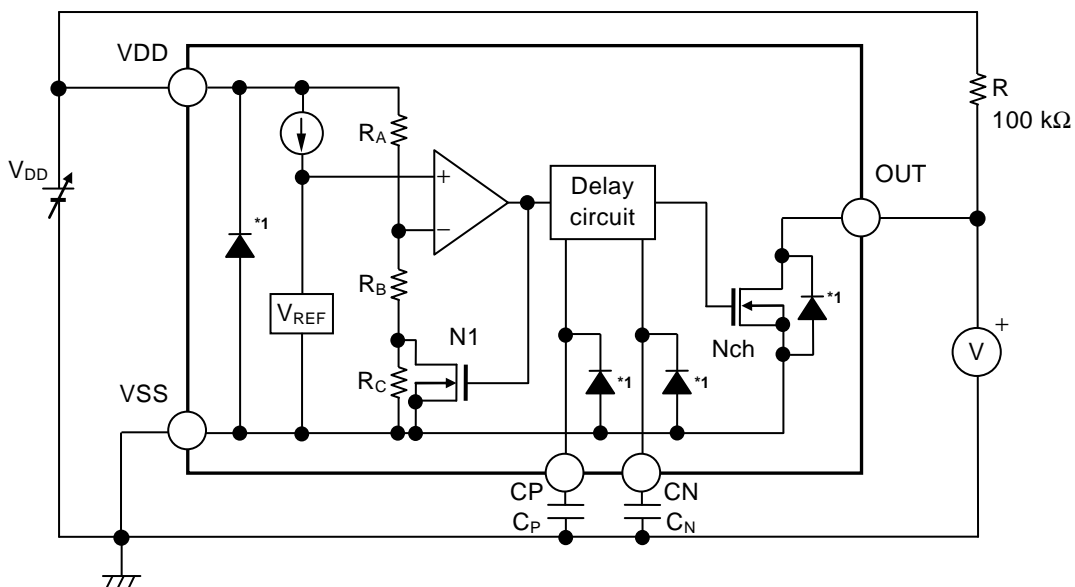 VDD
R
100 kΩ
RA
VDD
+
Delay
circuit
OUT
*1
−
RB
VREF
*1
N1
Nch
+
V
RC
*1
*1
VSS
CP
CN
CP
CN